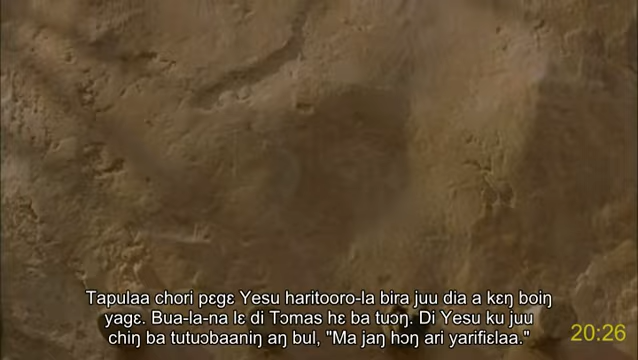 Tapulaa chori pɛgɛ Yesu haritooro-la bira juu dia a kɛŋ boiŋ
yagɛ. Bua-la-na lɛ di Tɔmas hɛ ba tuɔŋ. Di Yesu ku juu
chiŋ ba tutuɔbaaniŋ aŋ bul, "Ma jaŋ hɔŋ ari yarifiɛlaa."
20:26